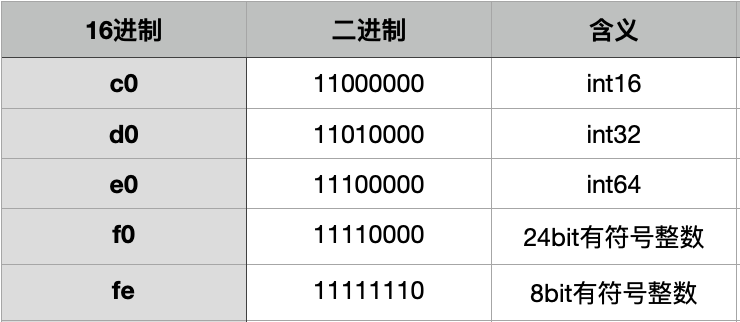 16进制 二进制 含义
c0 11000000 int16
d0 11010000 int32
e0 11100000 int64
f0 11110000 24bit有符号整数
fe 11111110 8bit有符号整数